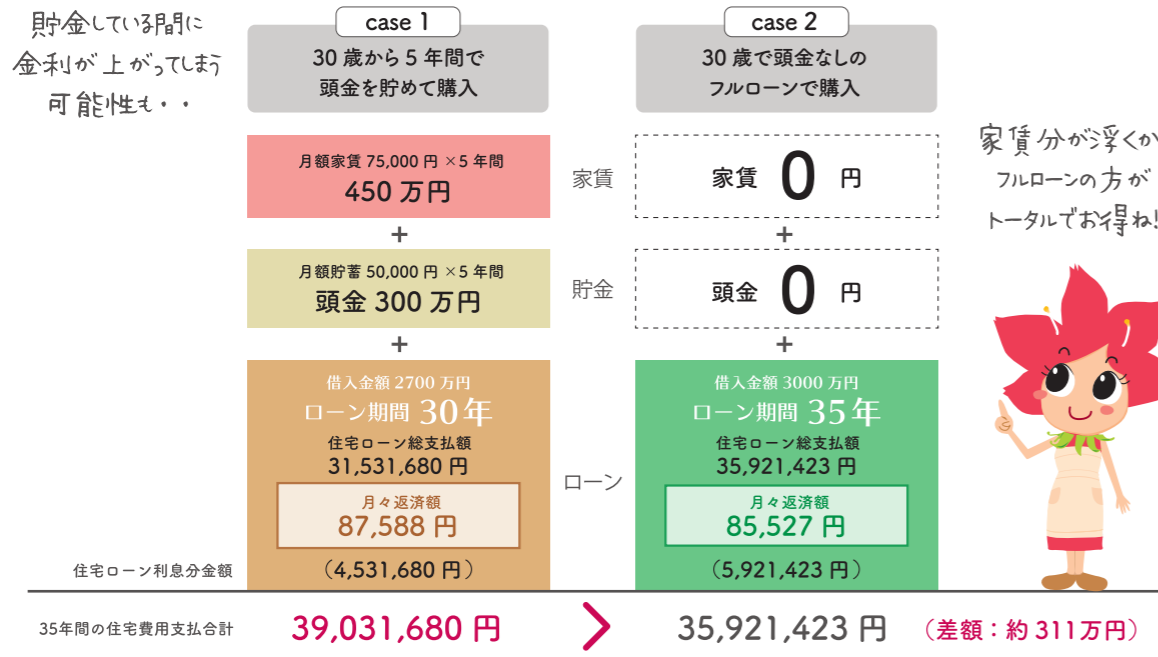 貯金している間に
金利が上がってしまう
可能性も・・
case 1
30 歳から 5 年間で
頭金を貯めて購入
case 2
30 歳で頭金なしの
フルローンで購入
月額家賃 75,000 円 ×5 年間
450 万円
家賃
家賃 0 円
家賃分が浮くか
フルローンの方が
トータルでお得ね!
+
+
月額貯蓄 50,000 円 ×5 年間
頭金 300 万円
貯金
頭金 0 円
+
+
借入金額 2700 万円
ローン期間 30 年
住宅ローン総支払額
31,531,680 円
月々返済額
87,588 円
(4,531,680 円)
ローン
借入金額 3000 万円
ローン期間 35 年
住宅ローン総支払額
35,921,423 円
月々返済額
85,527 円
(5,921,423 円)
住宅ローン利息分金額
35年間の住宅費用支払合計
39,031,680 円 > 35,921,423 円 (差額:約 311万円)